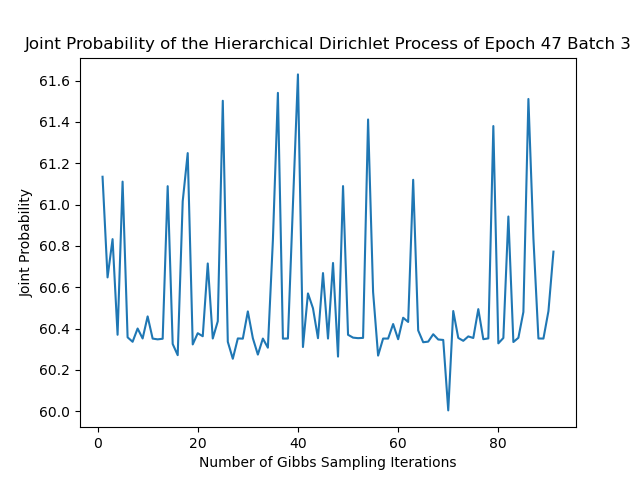 Joint Probability of the Hierarchical Dirichlet Process of Epoch 47 Batch 3
61.6
61.4
61.2
61.0
60.8
60.6
60.4
60.2
60.0
Joint Probability
0 20 40 60 80
Number of Gibbs Sampling Iterations